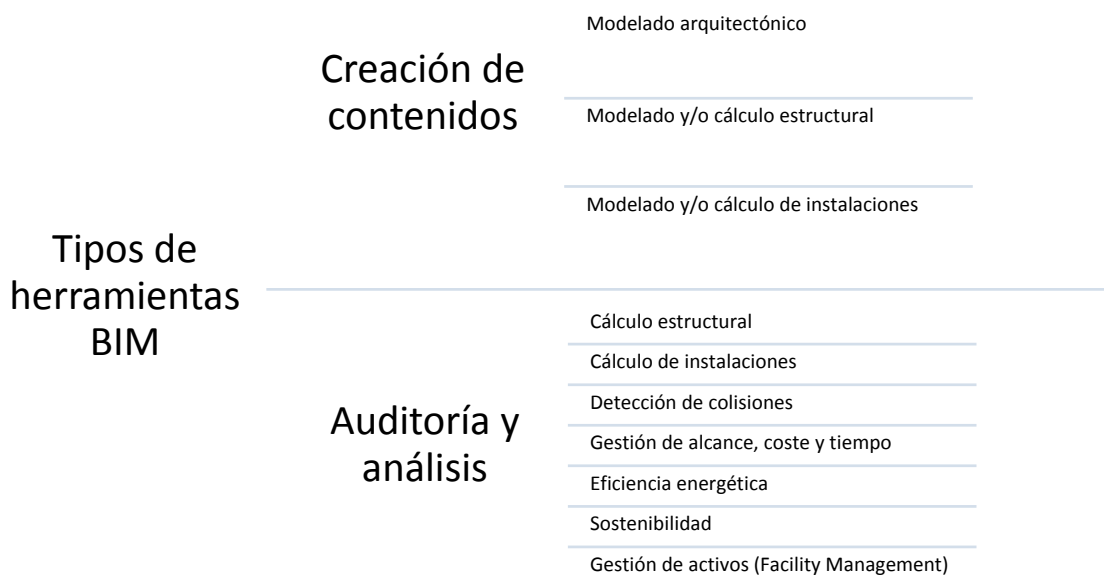 Tipos de
herramientas
BIM
Creación de
contenidos
Modelado arquitectónico
Modelado y/o cálculo estructural
Modelado y/o cálculo de instalaciones
Auditoría y
análisis
Cálculo estructural
Cálculo de instalaciones
Detección de colisiones
Gestión de alcance, coste y tiempo
Eficiencia energética
Sostenibilidad
Gestión de activos (Facility Management)